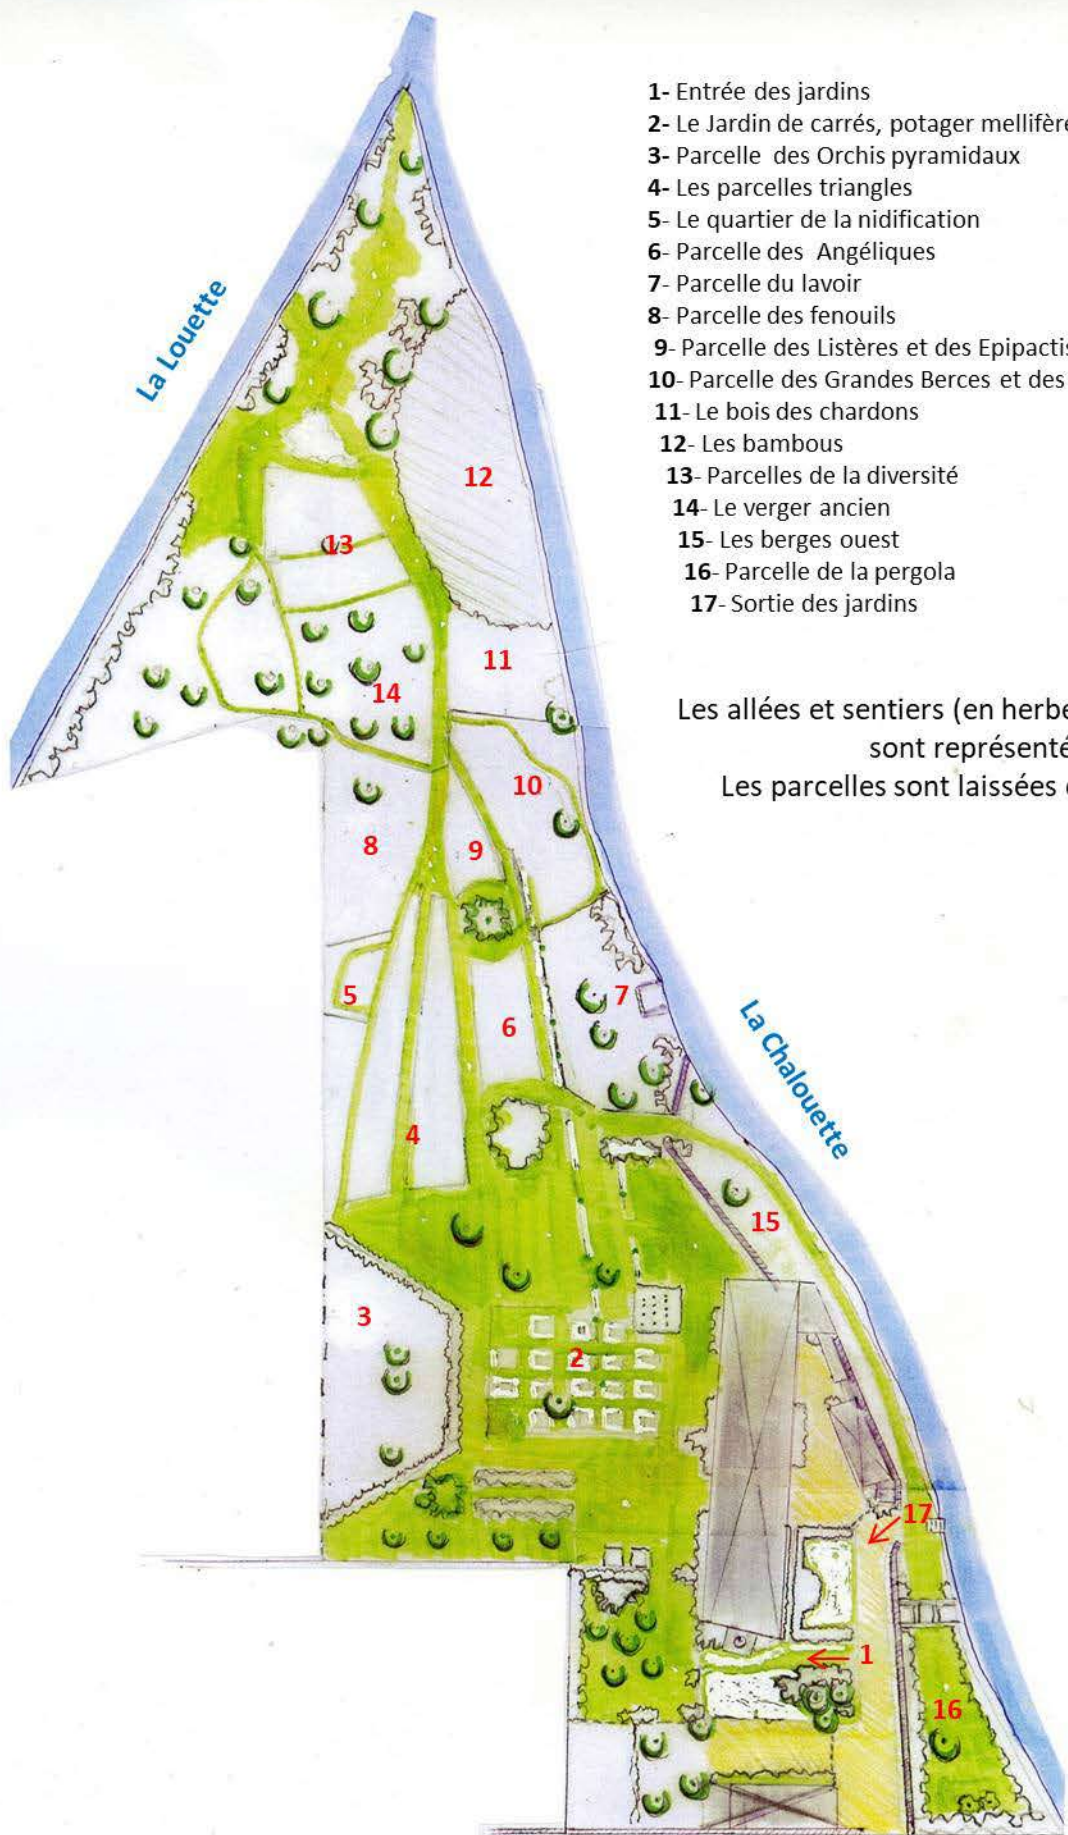 1- Entrée des jardins
2- Le Jardin de carrés, potager mellifère
3- Parcelle des Orchis pyramidaux
4- Les parcelles triangles
5- Le quartier de la nidification
6- Parcelle des Angéliques
7- Parcelle du lavoir
8- Parcelle des fenouils
9- Parcelle des Listères et des Epipactis
10- Parcelle des Grandes Berces et des
11- Le bois des chardons
12- Les bambous
13- Parcelles de la diversité
14- Le verger ancien
15- Les berges ouest
16- Parcelle de la pergola
17- Sortie des jardins
La Louette
Les allées et sentiers (en herbe
sont représenté
Les parcelles sont laissées
La Chalouette
12
13
11
14
10
8
9
5
7
6
4
15
3
2
17
1
16